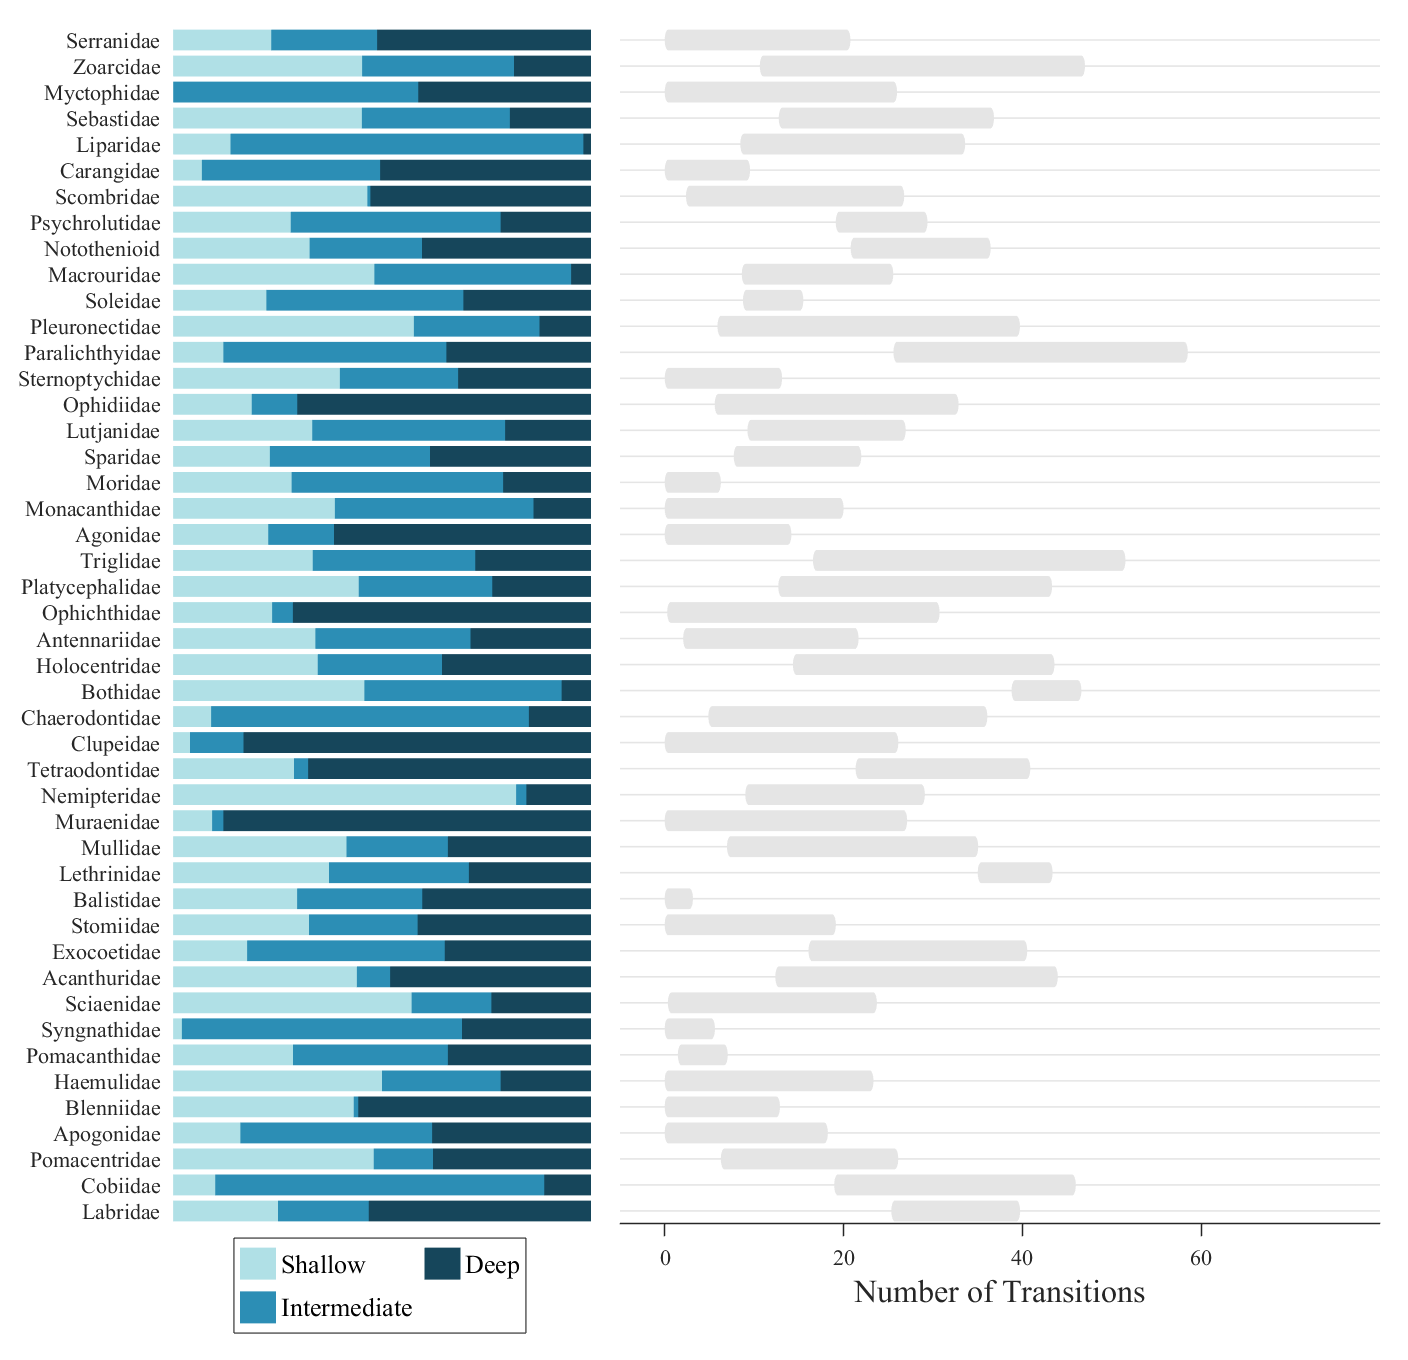 Serranidae
Zoarcidae
Myctophidae
Sebastidae
Liparidae
Carangidae
Scombridae
Psychrolutidae
Notothenioid
Macrouridae
Soleidae
Pleuronectidae
Paralichthyidae
Sternoptychidae
Ophidiidae
Lutjanidae
Sparidae
Moridae
Monacanthidae
Agonidae
Triglidae
Platycephalidae
Ophichthidae
Antennariidae
Holocentridae
Bothidae
Chaerodontidae
Clupeidae
Tetraodontidae
Nemipteridae
Muraenidae
Mullidae
Lethrinidae
Balistidae
Stomiidae
Exocoetidae
Acanthuridae
Sciaenidae
Syngnathidae
Pomacanthidae
Haemulidae
Blenniidae
Apogonidae
Pomacentridae
Cobiidae
Labridae
0 20 40 60
Number of Transitions
Shallow Deep
Intermediate